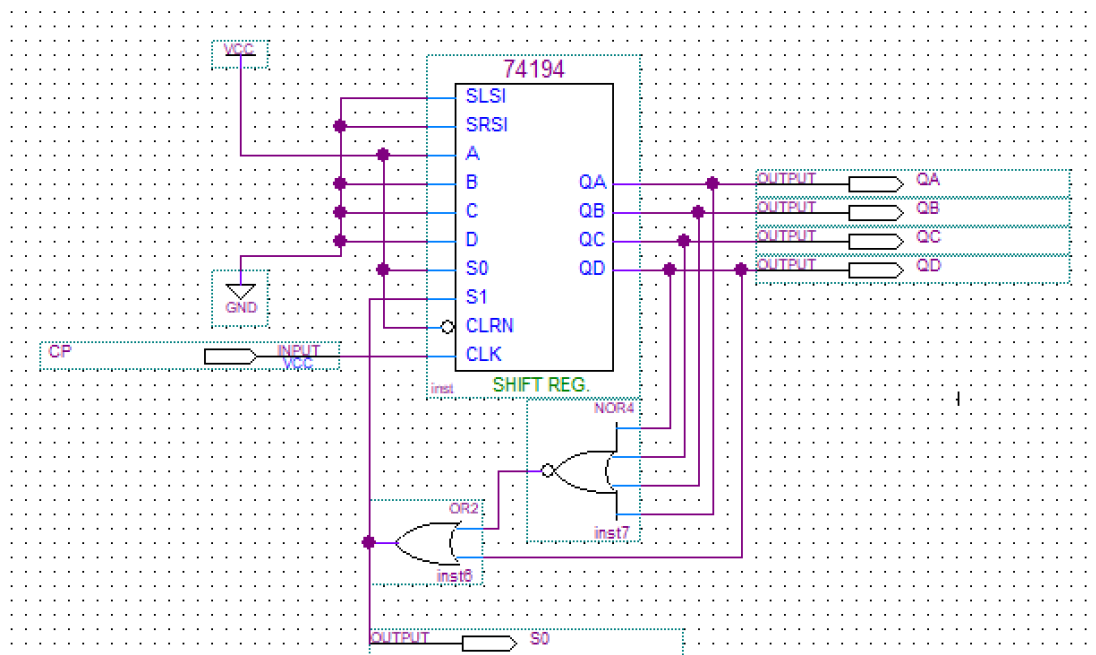 VCC
74194
SLSI
SRSI
A
B
C
D
S0
S1
CLRN
CLK
QA
QB
QC
QD
inst
SHIFT REG.
OUTPUT QA
OUTPUT QB
OUTPUT QC
OUTPUT QD
GND
CP
INPUT
VCC
NOR4
inst7
OR2
inst6
OUTPUT S0